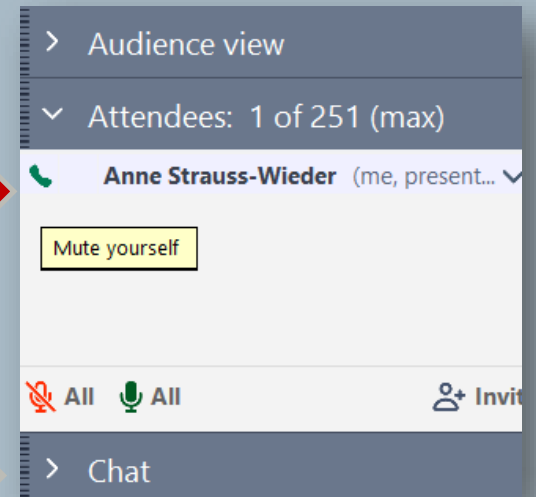 Audience view
Attendees: 1 of 251 (max)
Anne Strauss-Wieder (me, present...
Mute yourself
All All Invit
Chat